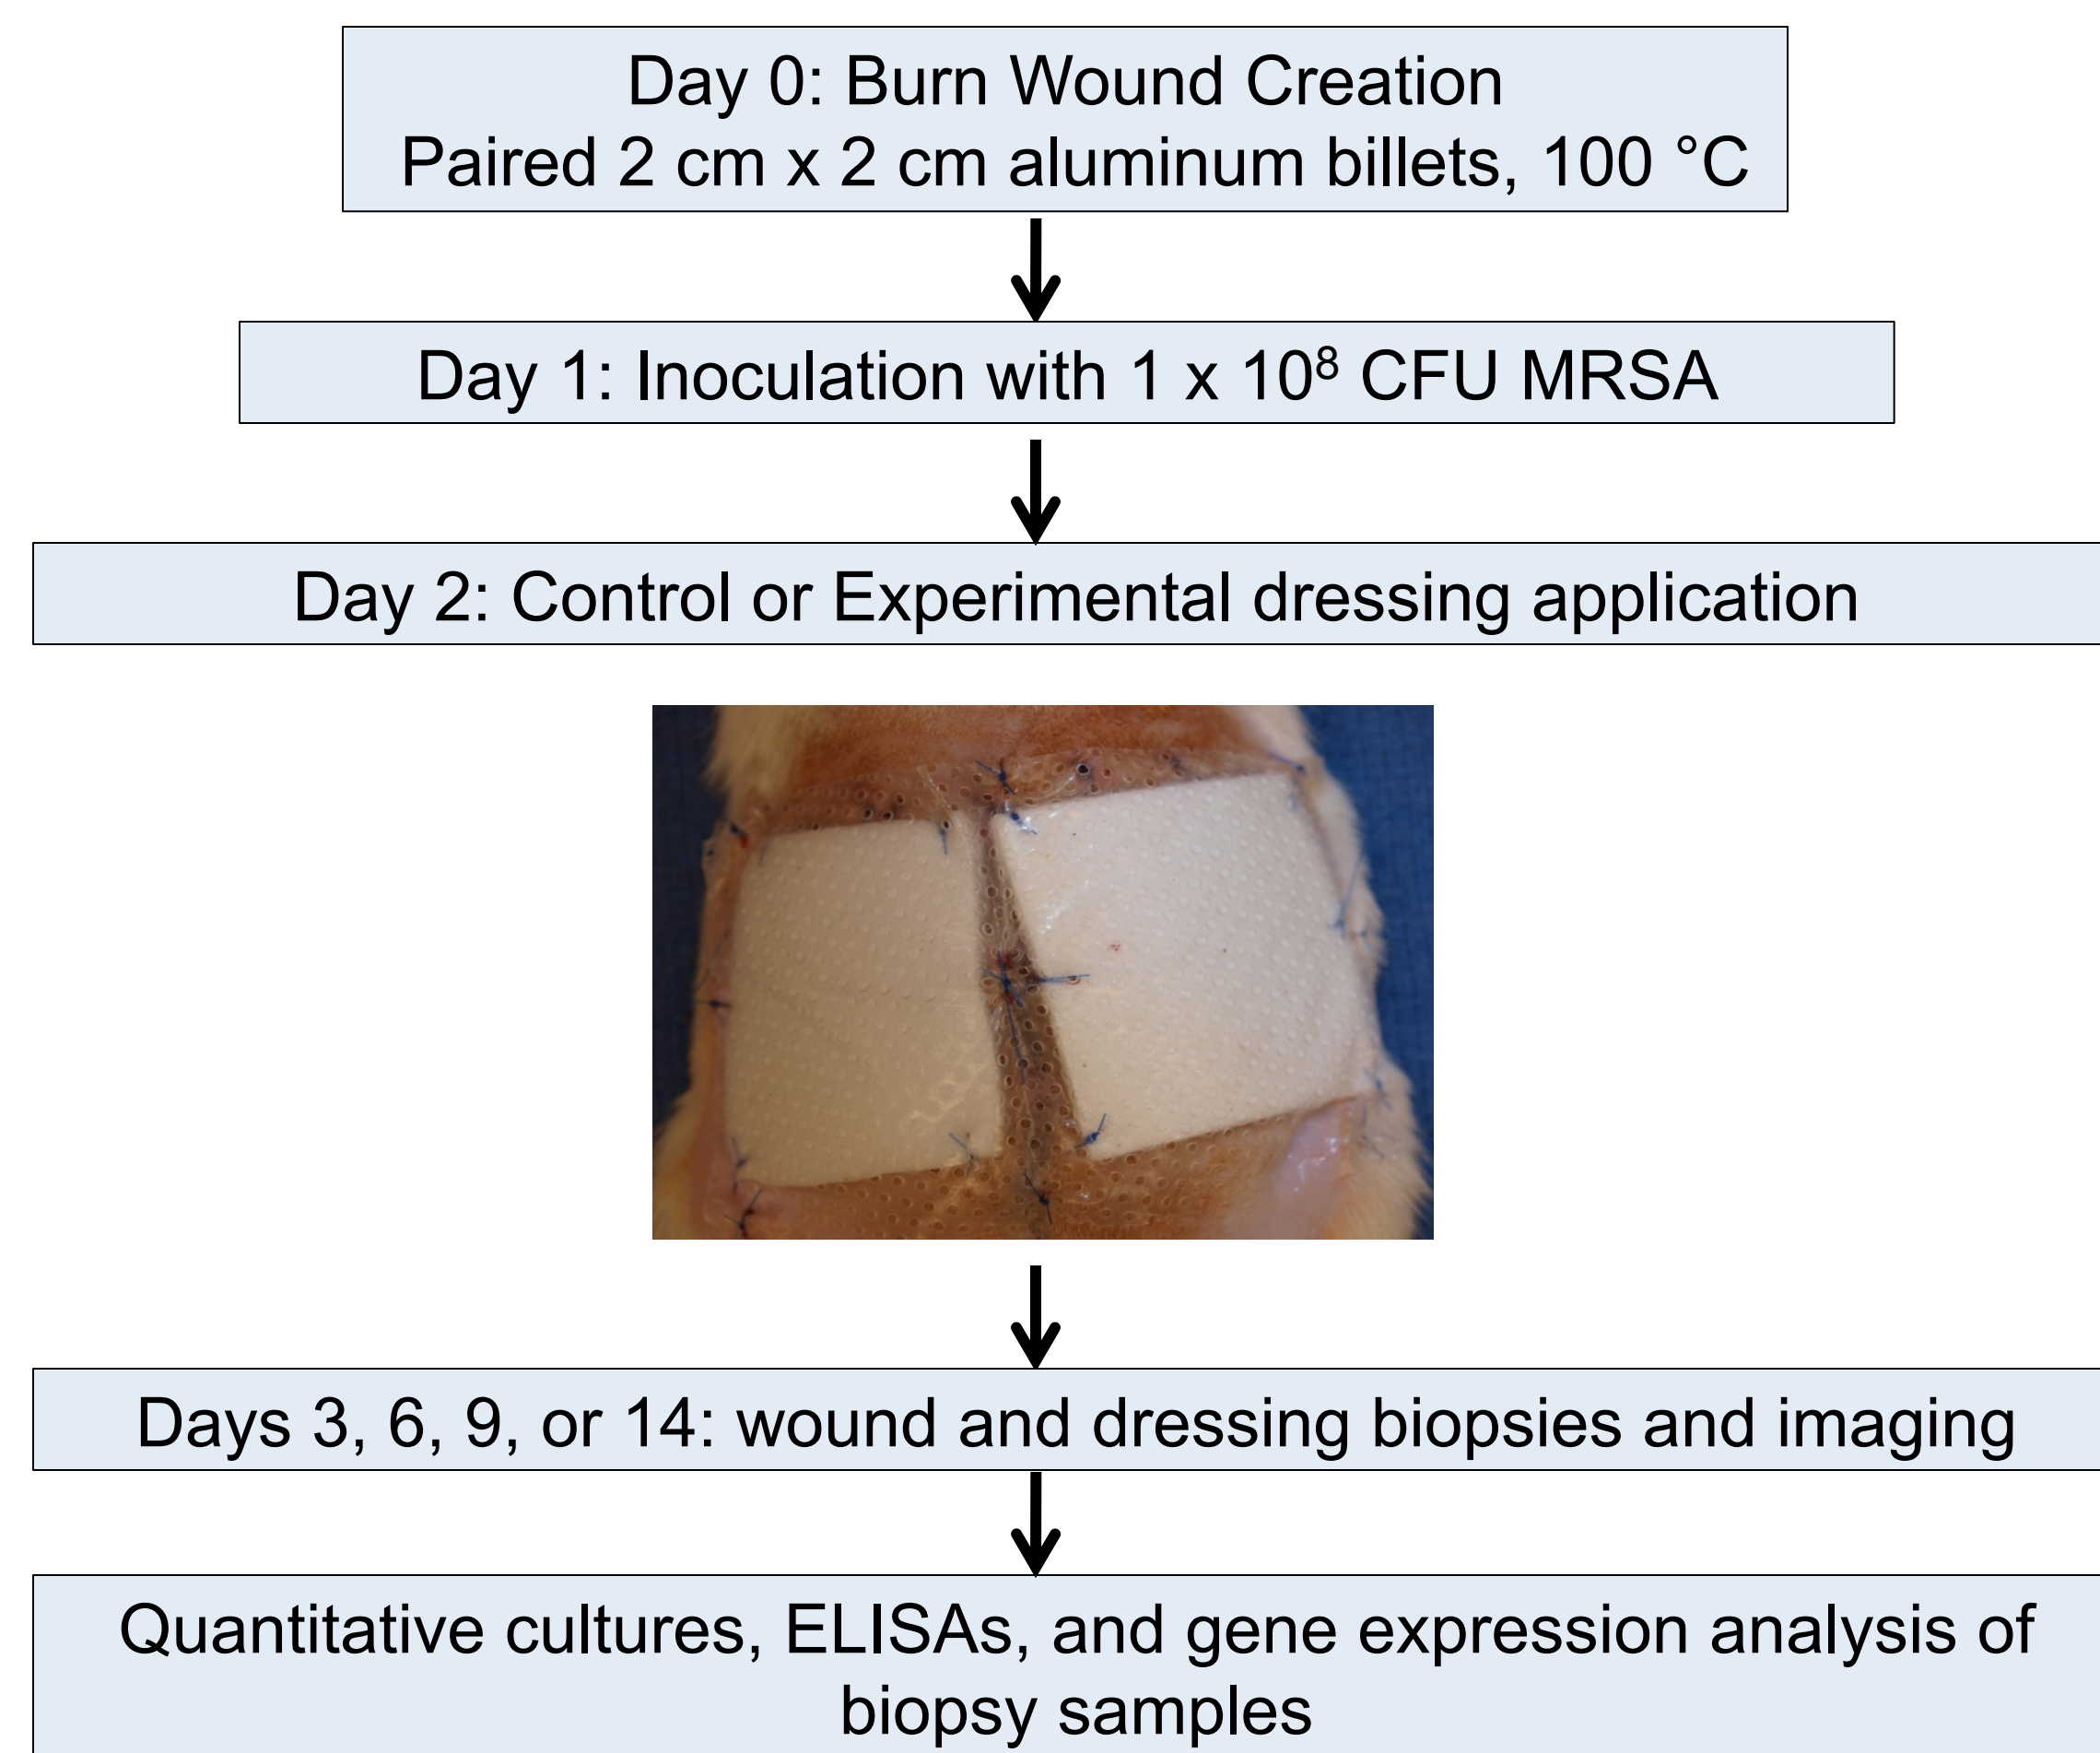 Day 0: Burn Wound Creation
Paired 2 cm x 2 cm aluminum billets, 100 °C
Day 1: Inoculation with 1 x 10⁸ CFU MRSA
Day 2: Control or Experimental dressing application
Days 3, 6, 9, or 14: wound and dressing biopsies and imaging
Quantitative cultures, ELISAs, and gene expression analysis of
biopsy samples